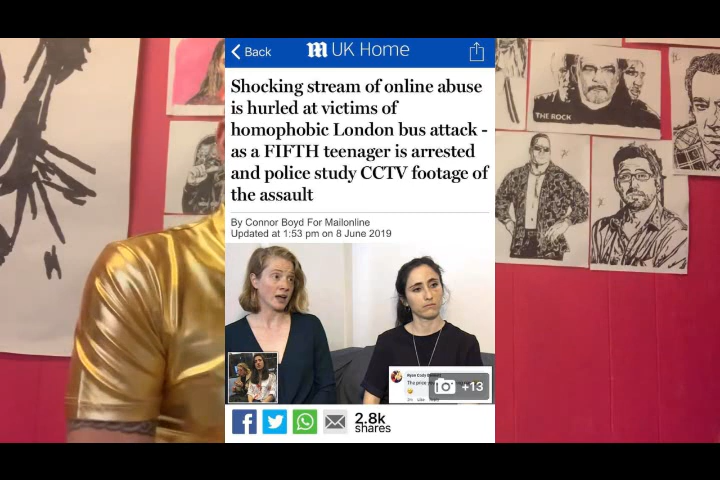 Back
UK Home
Shocking stream of online abuse
is hurled at victims of
homophobic London bus attack -
as a FIFTH teenager is arrested
and police study CCTV footage of
the assault
By Connor Boyd For Mailonline
Updated at 1:53 pm on 8 June 2019
+13
2.8k
shares
THE ROCK